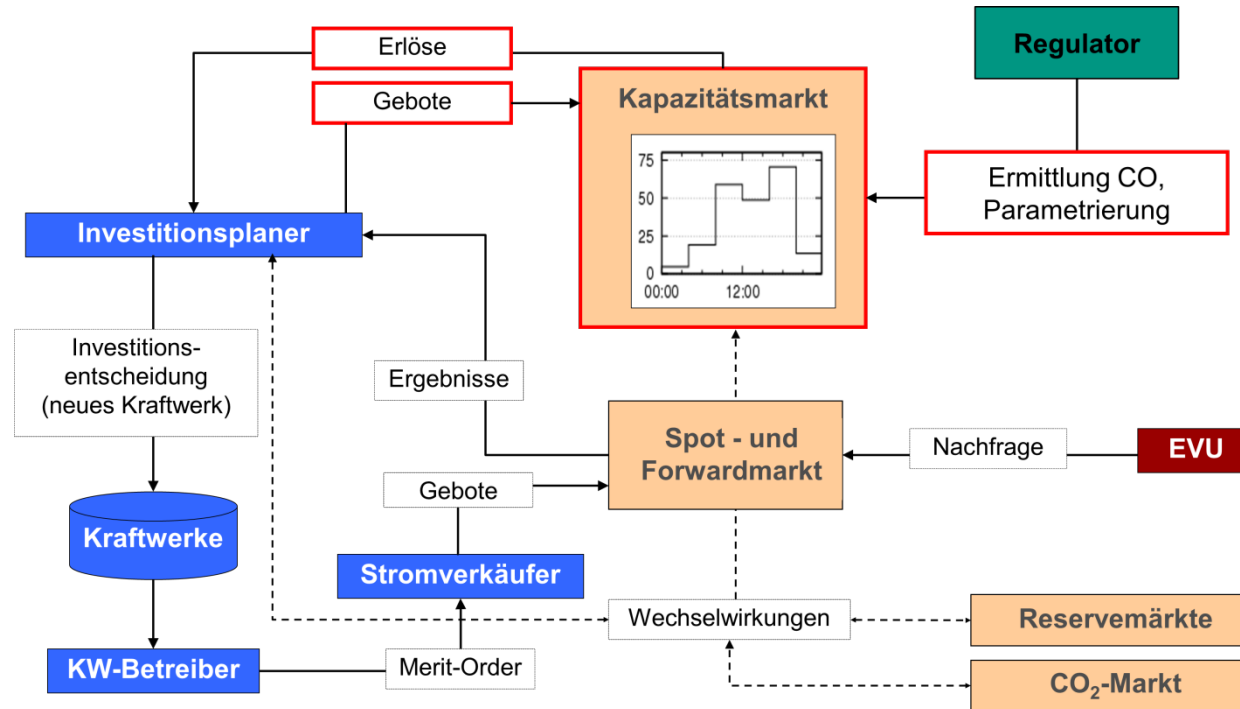 Erlöse
Regulator
Gebote
Kapazitätsmarkt
75
50
25
0
00:00
12:00
Ermittlung CO,
Parametrierung
Investitionsplaner
Investitions-
entscheidung
(neues Kraftwerk)
Ergebnisse
Spot - und
Forwardmarkt
Nachfrage
EVU
Gebote
Kraftwerke
Stromverkäufer
Wechselwirkungen
Reservemärkte
KW-Betreiber
Merit-Order
CO₂-Markt